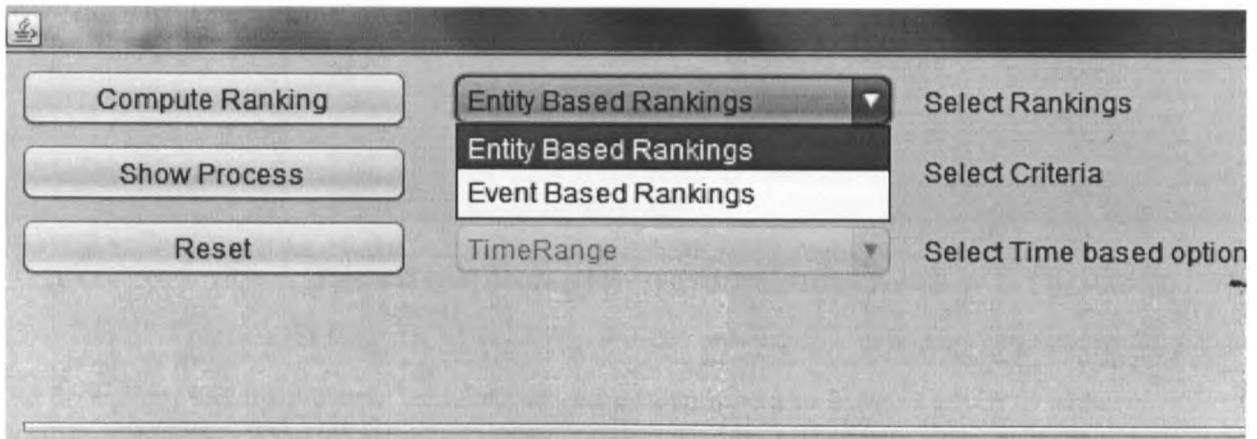 Compute Ranking
Entity Based Rankings
Select Rankings
Entity Based Rankings
Show Process
Select Criteria
Event Based Rankings
Reset
TimeRange
Select Time based option